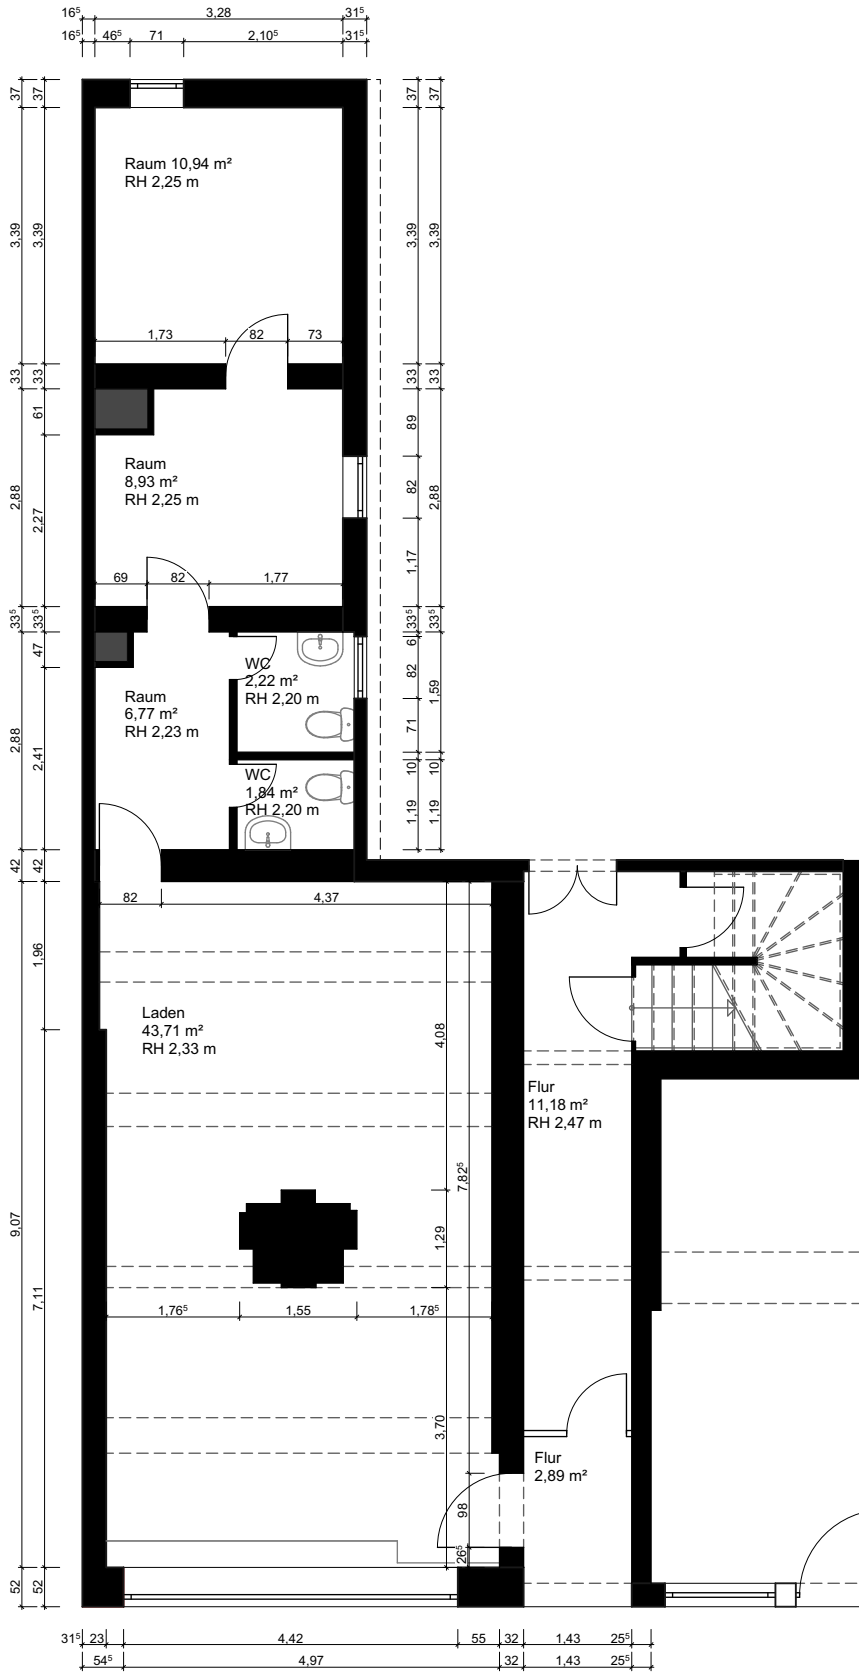 16⁵ 3,28 31⁵
16⁵ 46⁵ 71 2,10⁵ 31⁵
37 37 37 37
Raum 10,94 m²
RH 2,25 m
3,39 3,39 3,39 3,39
1,73 82 73
33 33 33 33
61 89
Raum
8,93 m²
RH 2,25 m
2,88 2,27 82 2,88
1,17
69 82 1,77
33⁵ 33⁵ 33⁵ 33⁵
47 6
WC
2,22 m²
RH 2,20 m
82 1,59
Raum
6,77 m²
RH 2,23 m
2,88 2,41 71
10 10
WC
1,84 m²
RH 2,20 m
1,19 1,19
42 42
82 4,37
1,96
Laden
43,71 m²
RH 2,33 m
4,08
Flur
11,18 m²
RH 2,47 m
7,82⁵
9,07 7,11
1,29
1,76⁵ 1,55 1,78⁵
3,70
Flur
2,89 m²
98
26⁵
52 52
31⁵ 23 4,42 55 32 1,43 25⁵
54⁵ 4,97 32 1,43 25⁵